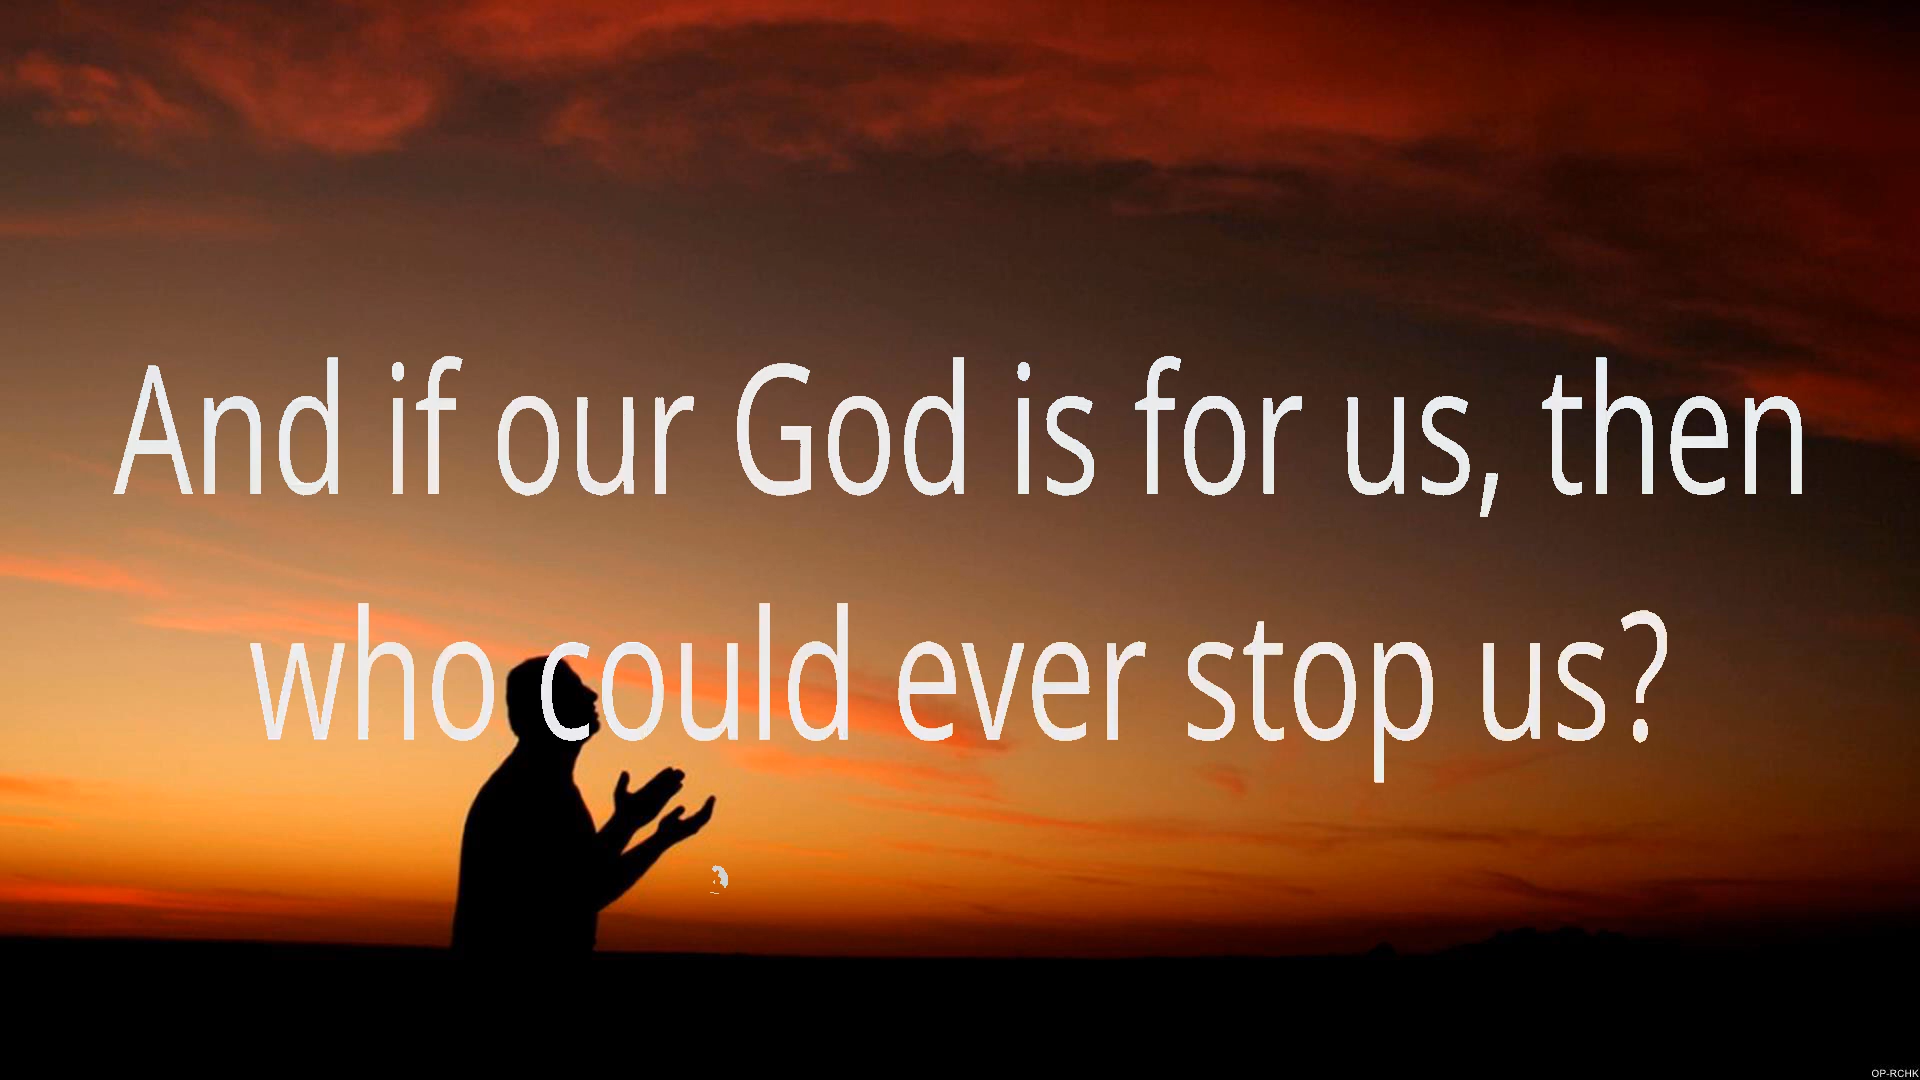 And if our God is for us, then
who could ever stop us?
OP-RCHK